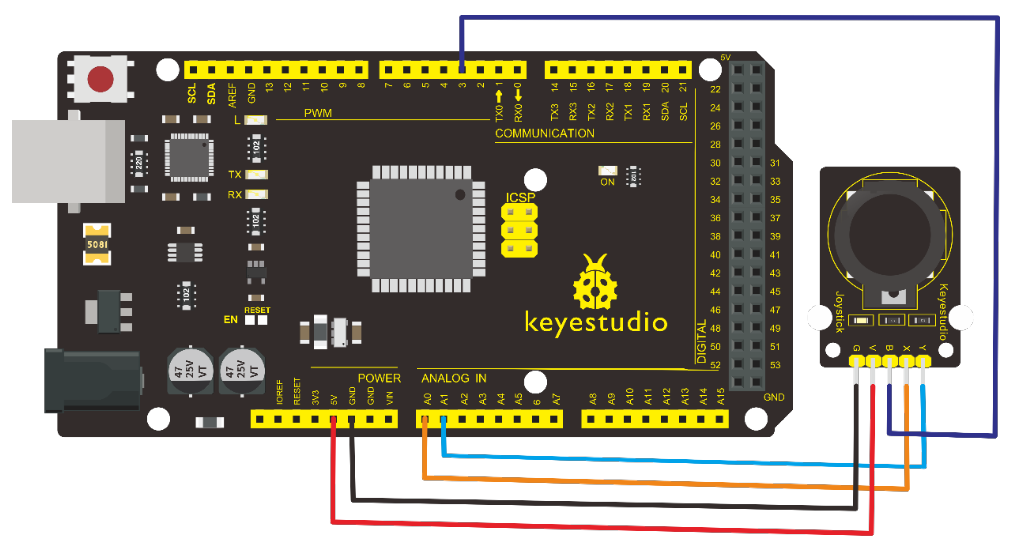 5V
SCL
SDA
AREF
GND
13
12
11
10
9
8
7
6
5
4
3
2
1
0
TX0
RX0
14
15
16
17
18
19
20
21
TX3
RX3
TX2
RX2
TX1
RX1
SDA
SCL
PWM
COMMUNICATION
L
TX
RX
220
102
102
102
5081
ON
ICSP
RESET
EN
keyestudio
47
25V
VT
47
25V
VT
22
24
26
28
30
31
32
33
34
35
36
37
38
39
40
41
42
43
44
45
46
47
48
49
50
51
52
53
GND
DIGITAL
POWER
ANALOG IN
IOREF
RESET
3V3
5V
GND
GND
VIN
A0
A1
A2
A3
A4
A5
6
A7
A8
A9
A10
A11
A12
A13
A14
A15
Joystick
Keyestudio
G
V
B
X
Y